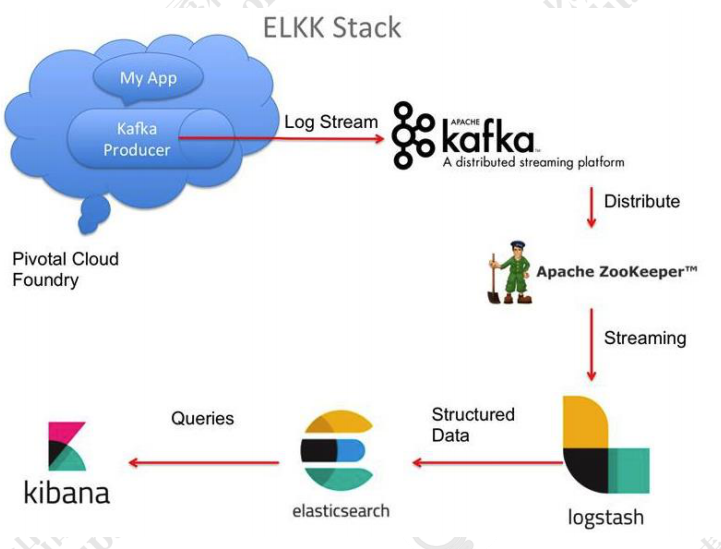 ELKK Stack
My App
Kafka
Producer
Log Stream
APACHE
kafka
A distributed streaming platform
Pivotal Cloud
Foundry
Distribute
Apache ZooKeeper™
Streaming
Structured
Data
Queries
kibana
elasticsearch
logstash